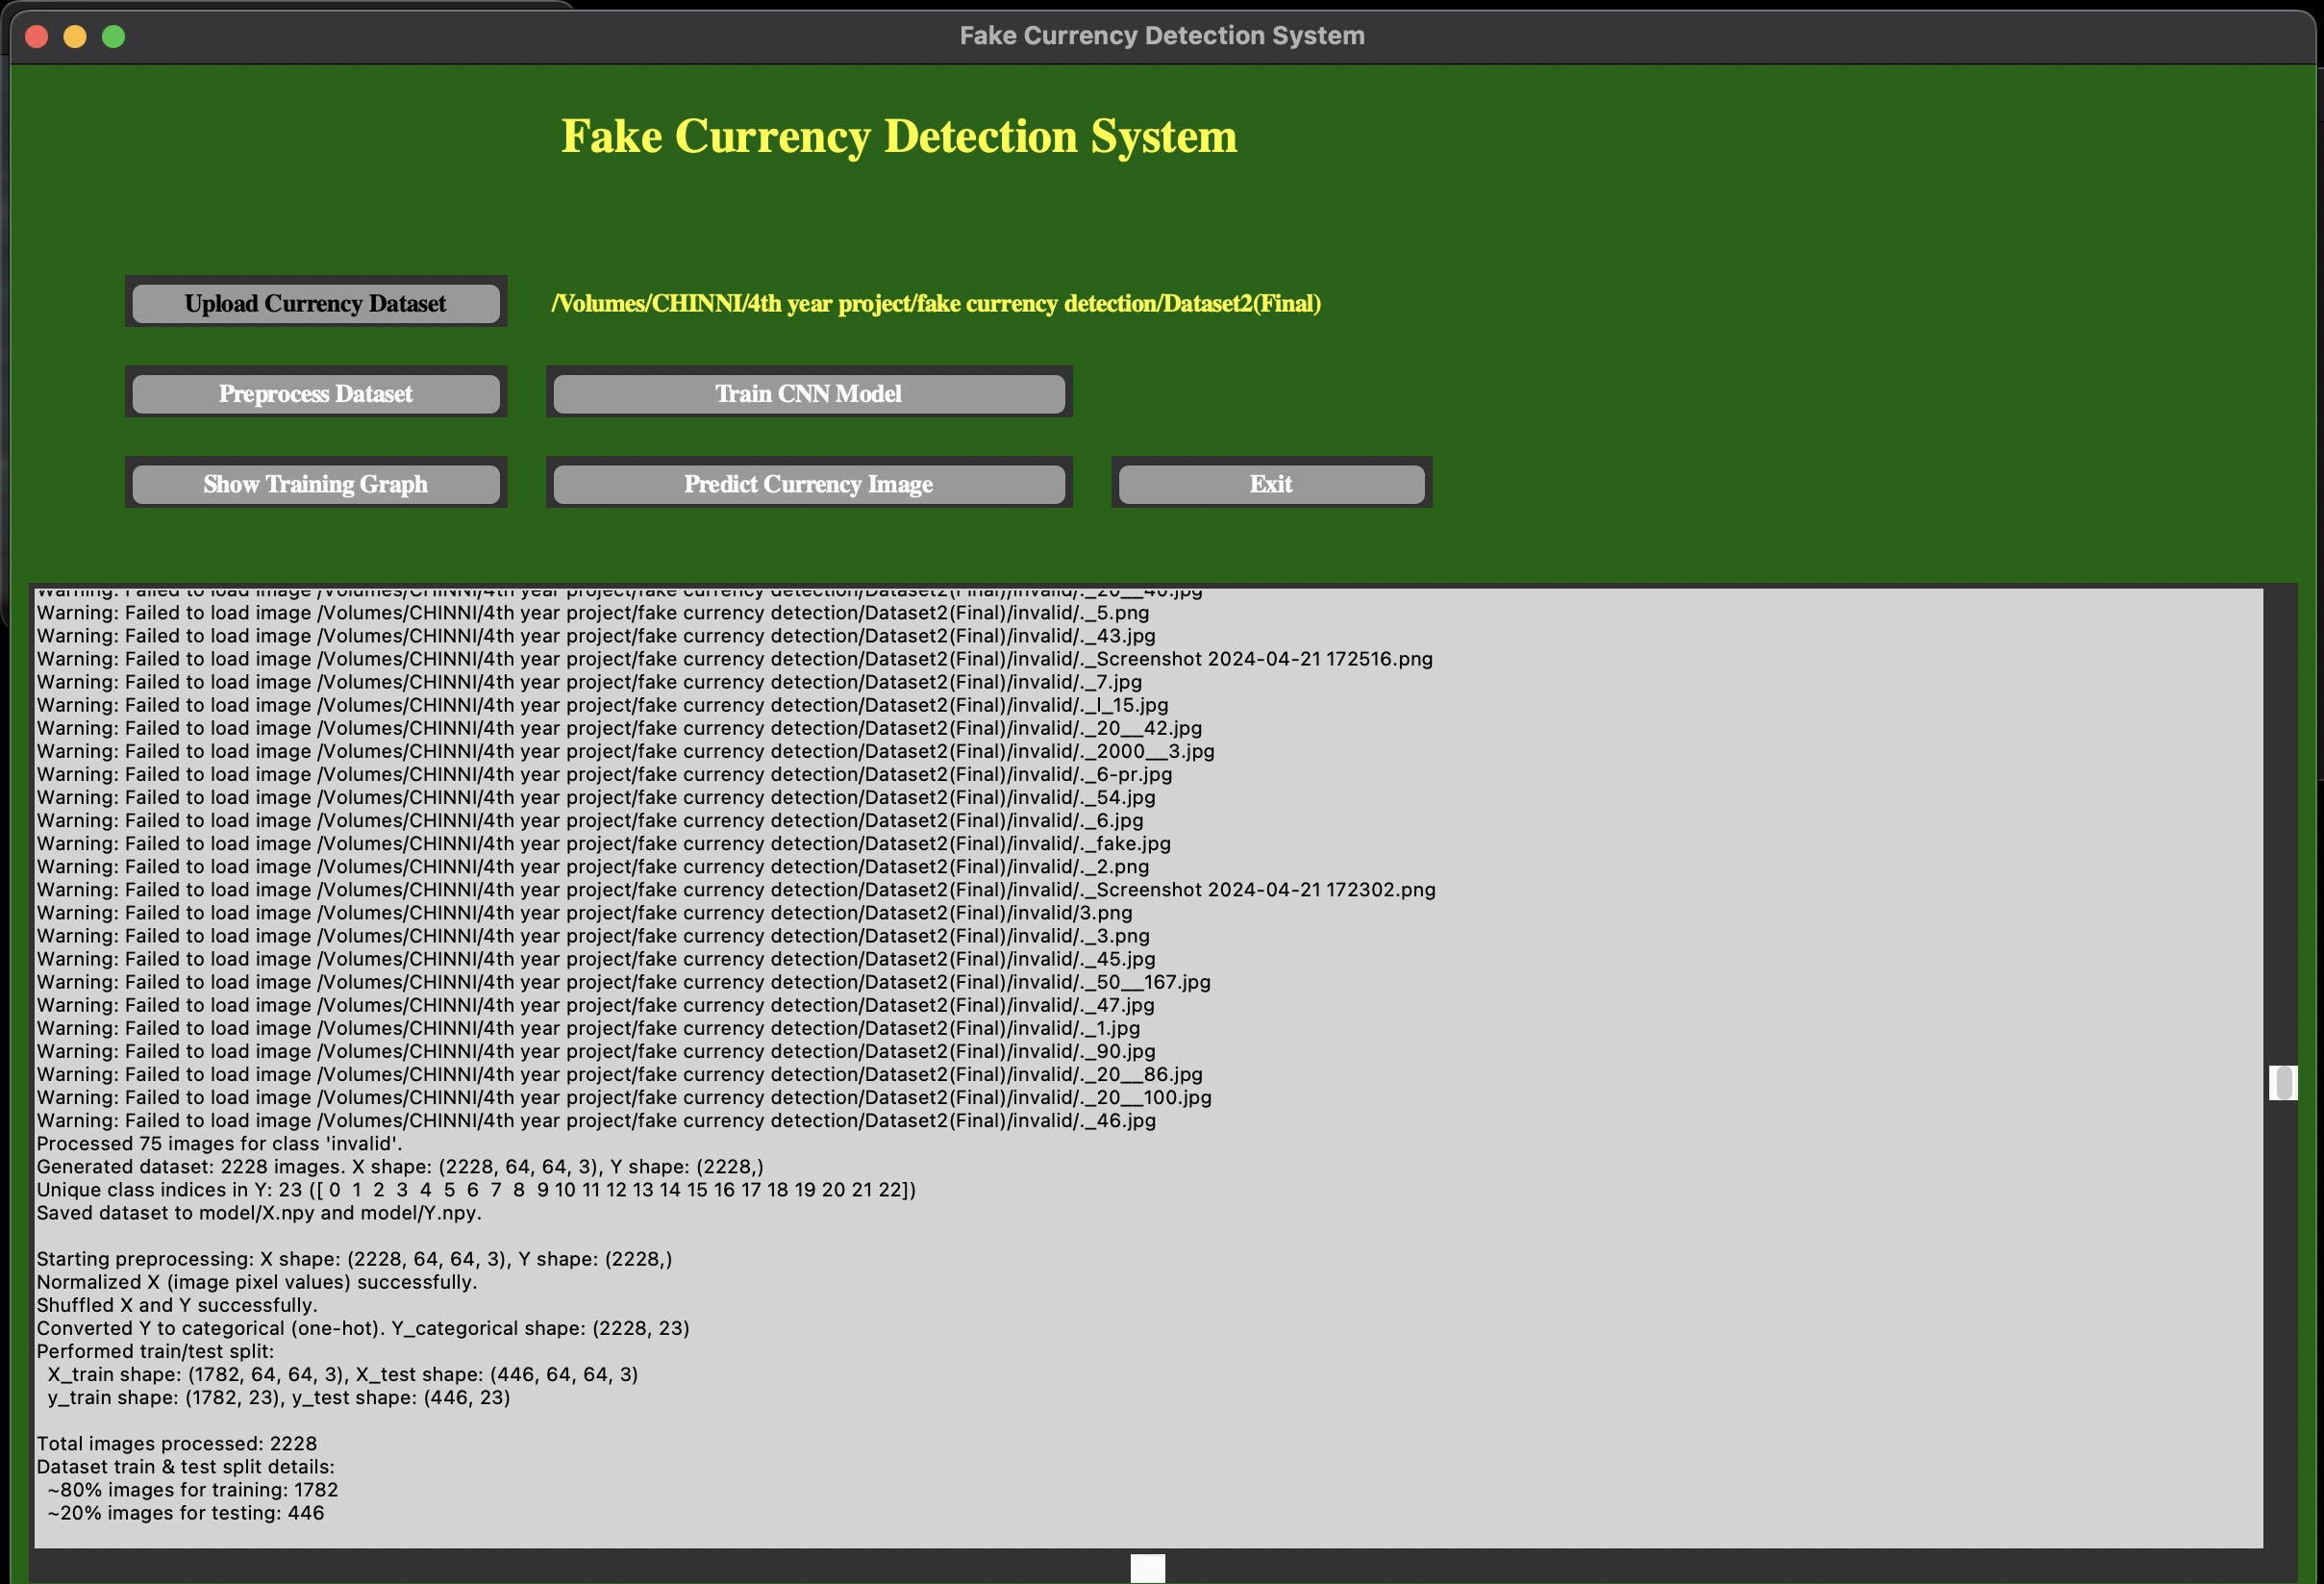 Fake Currency Detection System
Fake Currency Detection System
Upload Currency Dataset /Volumes/CHINNI/4th year project/fake currency detection/Dataset2(Final)
Preprocess Dataset Train CNN Model
Show Training Graph Predict Currency Image Exit
Warning: Failed to load image /Volumes/CHINNI/4th year project/fake currency detection/Dataset2(Final)/invalid/._20__40.jpg
Warning: Failed to load image /Volumes/CHINNI/4th year project/fake currency detection/Dataset2(Final)/invalid/._5.png
Warning: Failed to load image /Volumes/CHINNI/4th year project/fake currency detection/Dataset2(Final)/invalid/._43.jpg
Warning: Failed to load image /Volumes/CHINNI/4th year project/fake currency detection/Dataset2(Final)/invalid/._Screenshot 2024-04-21 172516.png
Warning: Failed to load image /Volumes/CHINNI/4th year project/fake currency detection/Dataset2(Final)/invalid/._7.jpg
Warning: Failed to load image /Volumes/CHINNI/4th year project/fake currency detection/Dataset2(Final)/invalid/._I_15.jpg
Warning: Failed to load image /Volumes/CHINNI/4th year project/fake currency detection/Dataset2(Final)/invalid/._20__42.jpg
Warning: Failed to load image /Volumes/CHINNI/4th year project/fake currency detection/Dataset2(Final)/invalid/._2000__3.jpg
Warning: Failed to load image /Volumes/CHINNI/4th year project/fake currency detection/Dataset2(Final)/invalid/._6-pr.jpg
Warning: Failed to load image /Volumes/CHINNI/4th year project/fake currency detection/Dataset2(Final)/invalid/._54.jpg
Warning: Failed to load image /Volumes/CHINNI/4th year project/fake currency detection/Dataset2(Final)/invalid/._6.jpg
Warning: Failed to load image /Volumes/CHINNI/4th year project/fake currency detection/Dataset2(Final)/invalid/._fake.jpg
Warning: Failed to load image /Volumes/CHINNI/4th year project/fake currency detection/Dataset2(Final)/invalid/._2.png
Warning: Failed to load image /Volumes/CHINNI/4th year project/fake currency detection/Dataset2(Final)/invalid/._Screenshot 2024-04-21 172302.png
Warning: Failed to load image /Volumes/CHINNI/4th year project/fake currency detection/Dataset2(Final)/invalid/3.png
Warning: Failed to load image /Volumes/CHINNI/4th year project/fake currency detection/Dataset2(Final)/invalid/._3.png
Warning: Failed to load image /Volumes/CHINNI/4th year project/fake currency detection/Dataset2(Final)/invalid/._45.jpg
Warning: Failed to load image /Volumes/CHINNI/4th year project/fake currency detection/Dataset2(Final)/invalid/._50__167.jpg
Warning: Failed to load image /Volumes/CHINNI/4th year project/fake currency detection/Dataset2(Final)/invalid/._47.jpg
Warning: Failed to load image /Volumes/CHINNI/4th year project/fake currency detection/Dataset2(Final)/invalid/._1.jpg
Warning: Failed to load image /Volumes/CHINNI/4th year project/fake currency detection/Dataset2(Final)/invalid/._90.jpg
Warning: Failed to load image /Volumes/CHINNI/4th year project/fake currency detection/Dataset2(Final)/invalid/._20__86.jpg
Warning: Failed to load image /Volumes/CHINNI/4th year project/fake currency detection/Dataset2(Final)/invalid/._20__100.jpg
Warning: Failed to load image /Volumes/CHINNI/4th year project/fake currency detection/Dataset2(Final)/invalid/._46.jpg
Processed 75 images for class 'invalid'.
Generated dataset: 2228 images. X shape: (2228, 64, 64, 3), Y shape: (2228,)
Unique class indices in Y: 23 ([ 0 1 2 3 4 5 6 7 8 9 10 11 12 13 14 15 16 17 18 19 20 21 22])
Saved dataset to model/X.npy and model/Y.npy.
Starting preprocessing: X shape: (2228, 64, 64, 3), Y shape: (2228,)
Normalized X (image pixel values) successfully.
Shuffled X and Y successfully.
Converted Y to categorical (one-hot). Y_categorical shape: (2228, 23)
Performed train/test split:
X_train shape: (1782, 64, 64, 3), X_test shape: (446, 64, 64, 3)
y_train shape: (1782, 23), y_test shape: (446, 23)
Total images processed: 2228
Dataset train & test split details:
~80% images for training: 1782
~20% images for testing: 446